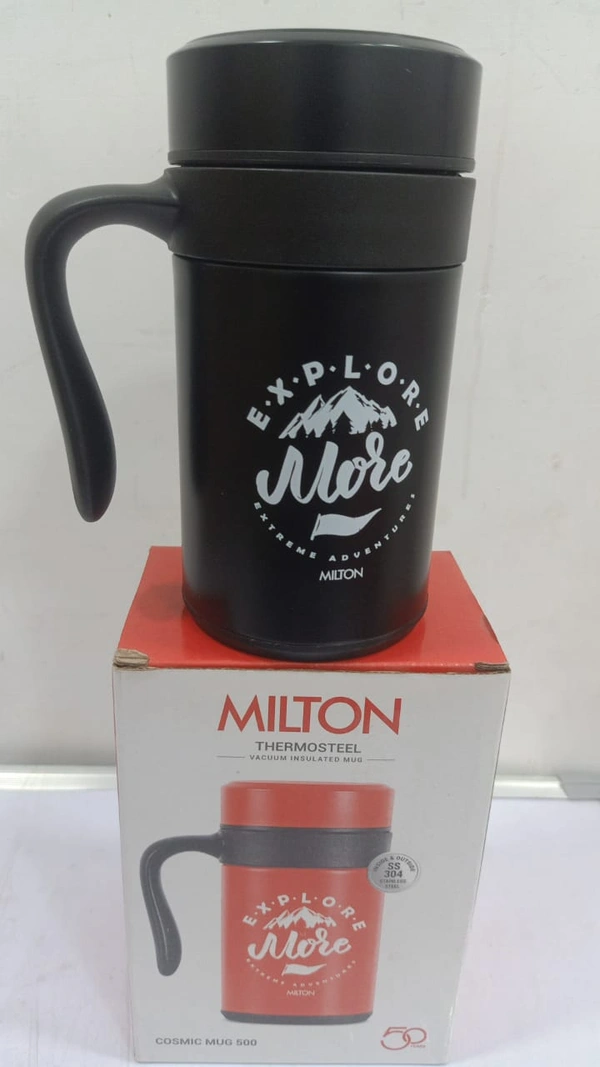 E·X·P·L·O·R·E
More
EXTREME ADVENTURES
MILTON
MILTON
THERMOSTEEL
VACUUM INSULATED MUG
INSIDE & OUTSIDE
SS
304
STAINLESS
STEEL
E·X·P·L·O·R·E
More
EXTREME ADVENTURES
MILTON
COSMIC MUG 500
50
YEARS